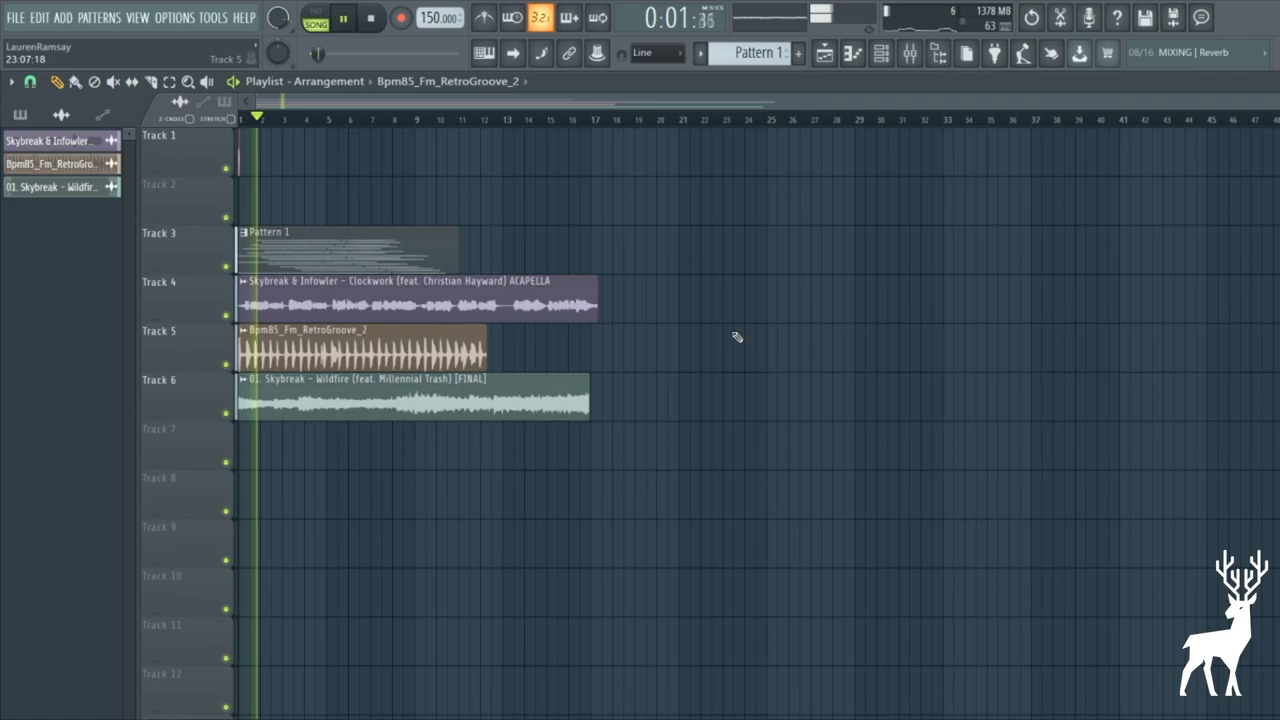 FILE EDIT ADD PATTERNS VIEW OPTIONS TOOLS HELP
SONG
150.000
32:
0:01:36
M:S:CS
6
1378 MB
63
LaurenRamsay
23:07:18
Track 5
Line
Pattern 1
08/16 MIXING | Reverb
Playlist - Arrangement › Bpm85_Fm_RetroGroove_2 ›
Z-CROSS
STRETCH
1 2 3 4 5 6 7 8 9 10 11 12 13 14 15 16 17 18 19 20 21 22 23 24 25 26 27 28 29 30 31 32 33 34 35 36 37 38 39 40 41 42 43 44 45 46 47 48
Skybreak & Infowler...
Bpm85_Fm_RetroGro..
01. Skybreak - Wildfir...
Track 1
Track 2
Track 3
Pattern 1
Track 4
Skybreak & Infowler - Clockwork (feat. Christian Hayward) ACAPELLA
Track 5
Bpm85_Fm_RetroGroove_2
Track 6
01. Skybreak - Wildfire (feat. Millennial Trash) [FINAL]
Track 7
Track 8
Track 9
Track 10
Track 11
Track 12